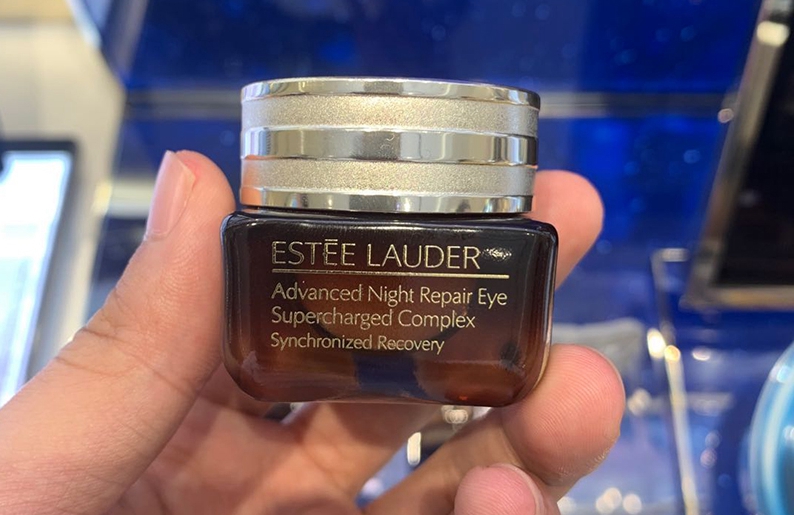 ESTĒE LAUDER
Advanced Night Repair Eye
Supercharged Complex
Synchronized Recovery